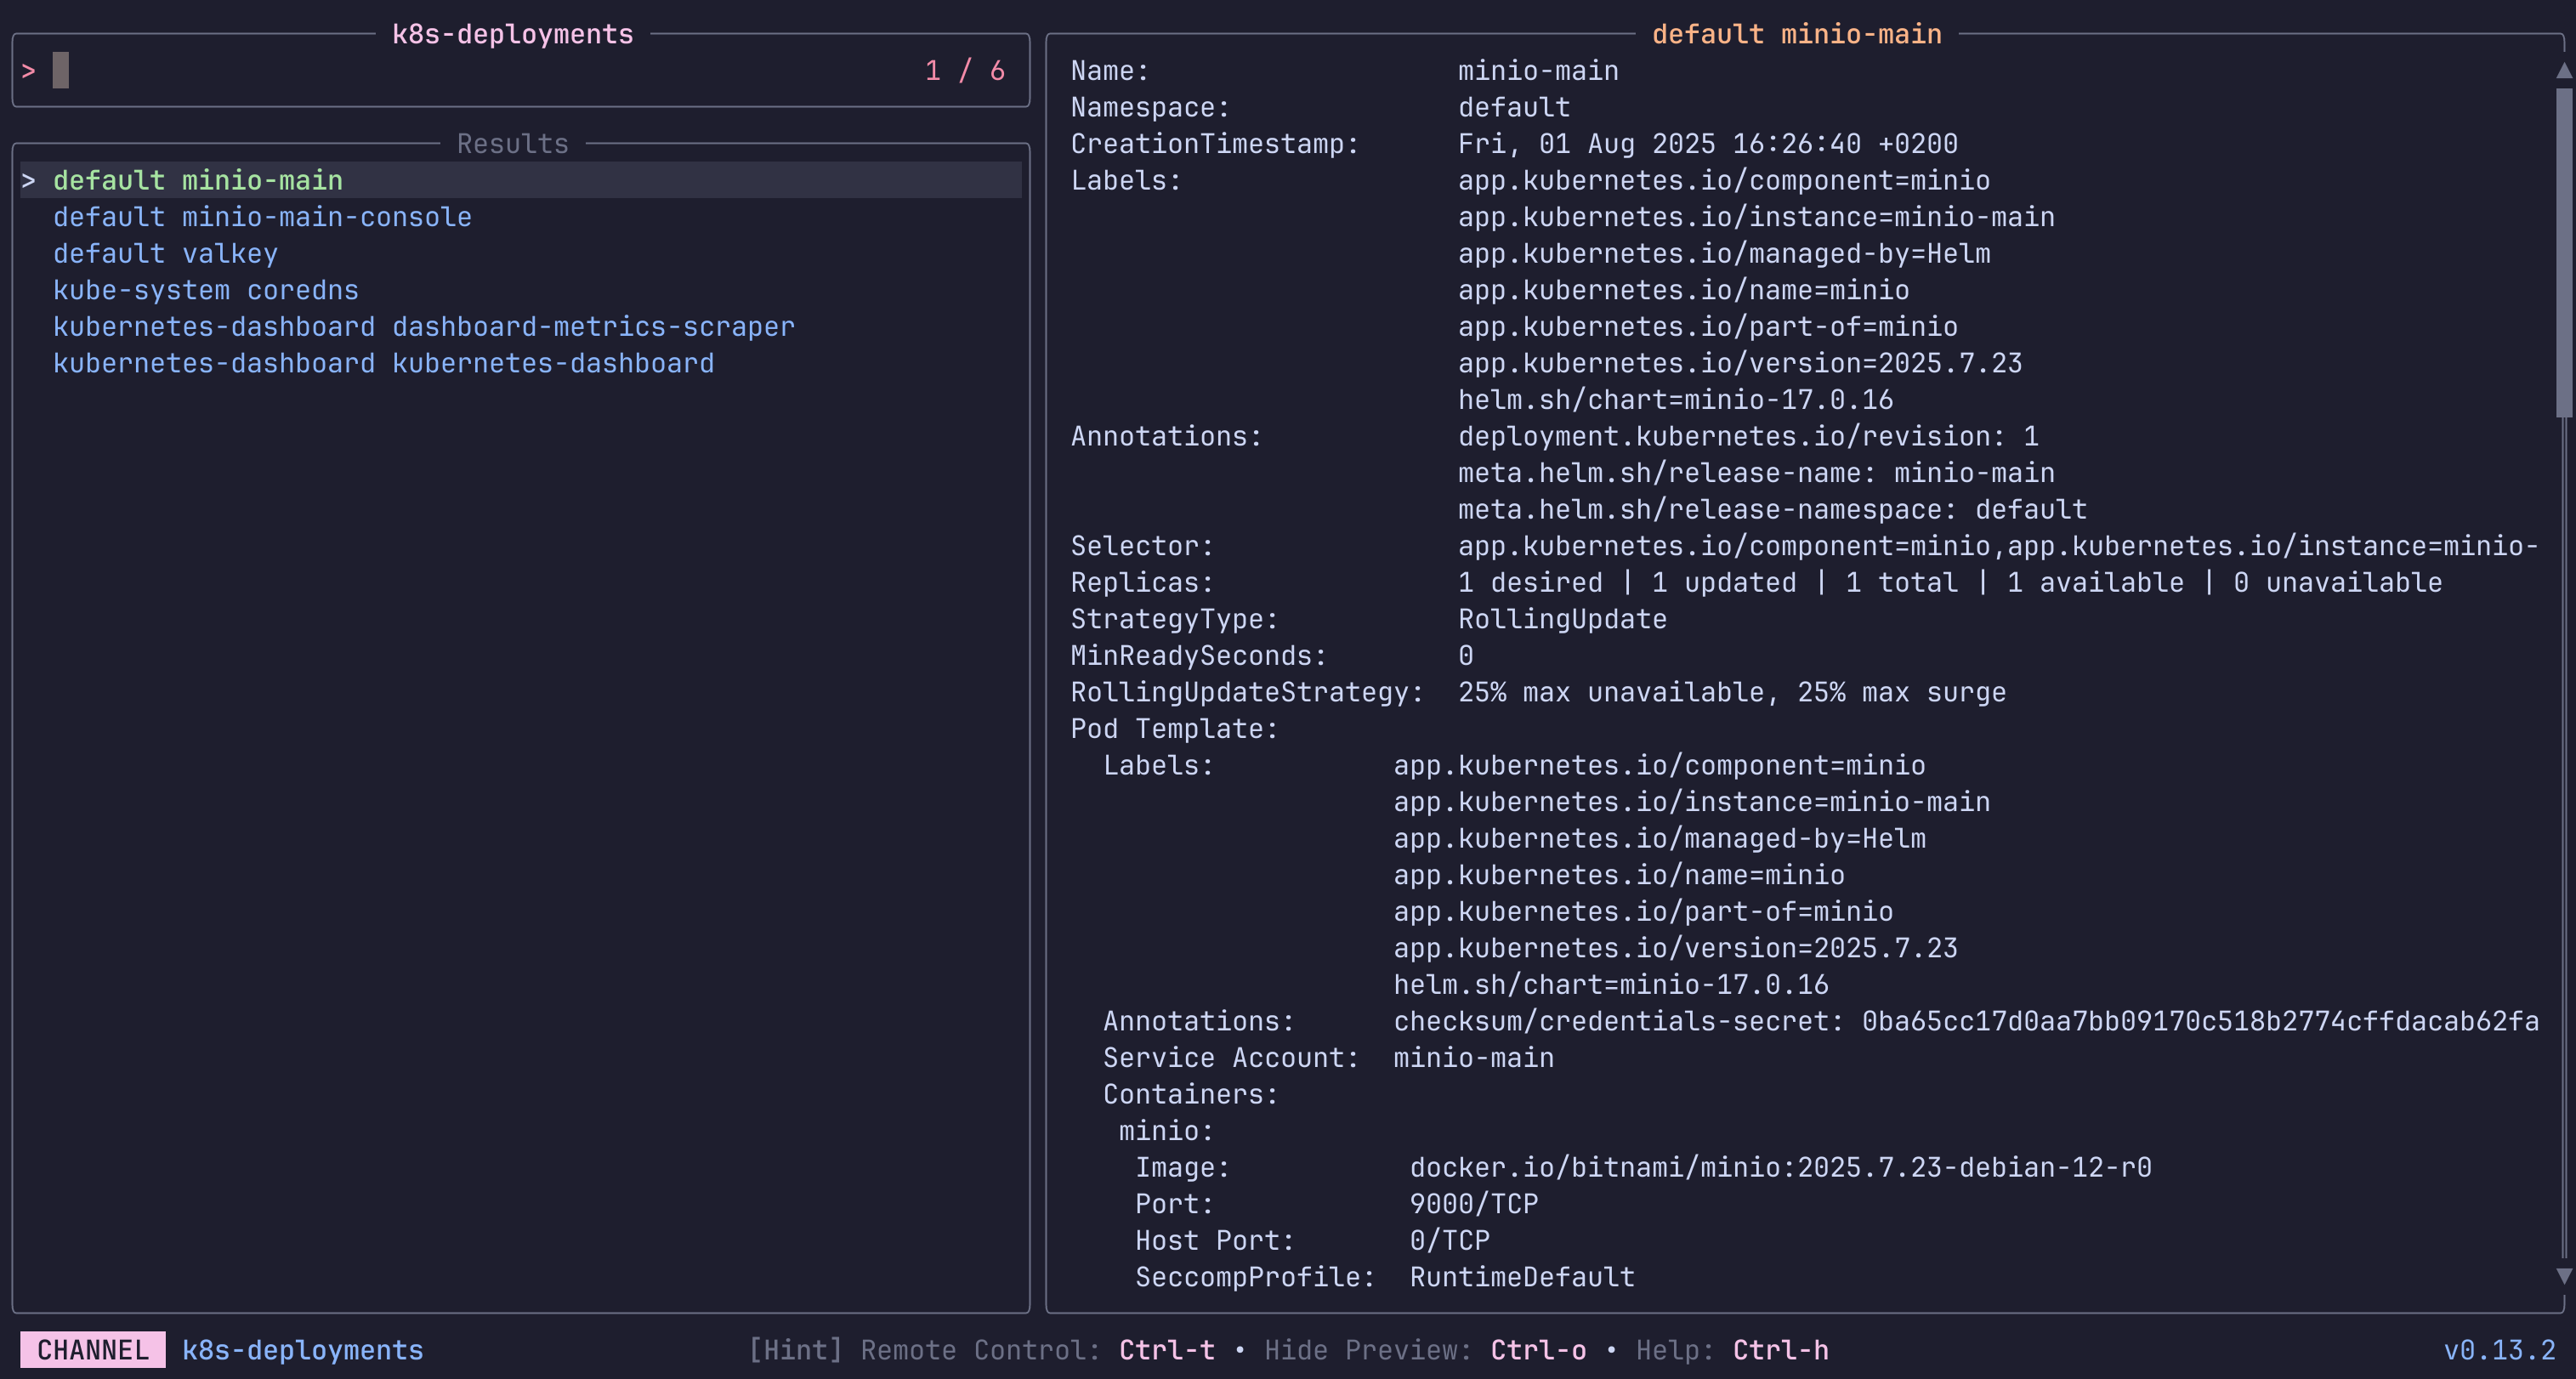 k8s-deployments
> 1 / 6
Results
> default minio-main
default minio-main-console
default valkey
kube-system coredns
kubernetes-dashboard dashboard-metrics-scraper
kubernetes-dashboard kubernetes-dashboard
default minio-main
Name: minio-main
Namespace: default
CreationTimestamp: Fri, 01 Aug 2025 16:26:40 +0200
Labels: app.kubernetes.io/component=minio
app.kubernetes.io/instance=minio-main
app.kubernetes.io/managed-by=Helm
app.kubernetes.io/name=minio
app.kubernetes.io/part-of=minio
app.kubernetes.io/version=2025.7.23
helm.sh/chart=minio-17.0.16
Annotations: deployment.kubernetes.io/revision: 1
meta.helm.sh/release-name: minio-main
meta.helm.sh/release-namespace: default
Selector: app.kubernetes.io/component=minio,app.kubernetes.io/instance=minio-
Replicas: 1 desired | 1 updated | 1 total | 1 available | 0 unavailable
StrategyType: RollingUpdate
MinReadySeconds: 0
RollingUpdateStrategy: 25% max unavailable, 25% max surge
Pod Template:
Labels: app.kubernetes.io/component=minio
app.kubernetes.io/instance=minio-main
app.kubernetes.io/managed-by=Helm
app.kubernetes.io/name=minio
app.kubernetes.io/part-of=minio
app.kubernetes.io/version=2025.7.23
helm.sh/chart=minio-17.0.16
Annotations: checksum/credentials-secret: 0ba65cc17d0aa7bb09170c518b2774cffdacab62fa
Service Account: minio-main
Containers:
minio:
Image: docker.io/bitnami/minio:2025.7.23-debian-12-r0
Port: 9000/TCP
Host Port: 0/TCP
SeccompProfile: RuntimeDefault
CHANNEL k8s-deployments [Hint] Remote Control: Ctrl-t • Hide Preview: Ctrl-o • Help: Ctrl-h v0.13.2